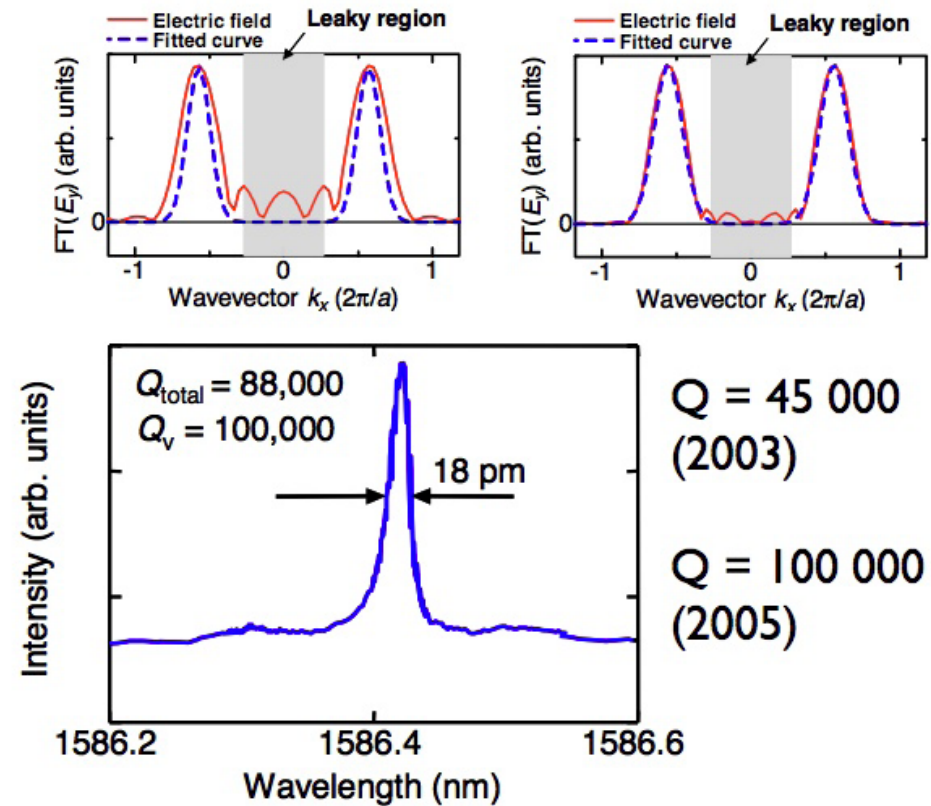 Electric field
Fitted curve
Leaky region
FT(Ey) (arb. units)
0
-1 0 1
Wavevector kx (2π/a)
Electric field
Fitted curve
Leaky region
FT(Ey) (arb. units)
0
-1 0 1
Wavevector kx (2π/a)
Qtotal = 88,000
Qv = 100,000
18 pm
Intensity (arb. units)
1586.2 1586.4 1586.6
Wavelength (nm)
Q = 45 000
(2003)
Q = 100 000
(2005)